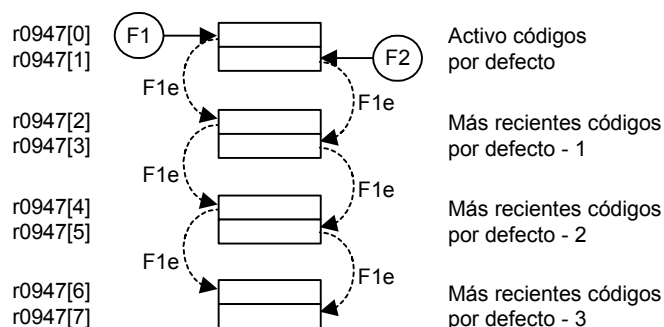 r0947[0] F1 Activo códigos
r0947[1] F2 por defecto
F1e F1e
r0947[2] Más recientes códigos
r0947[3] por defecto - 1
F1e F1e
r0947[4] Más recientes códigos
r0947[5] por defecto - 2
F1e F1e
r0947[6] Más recientes códigos
r0947[7] por defecto - 3